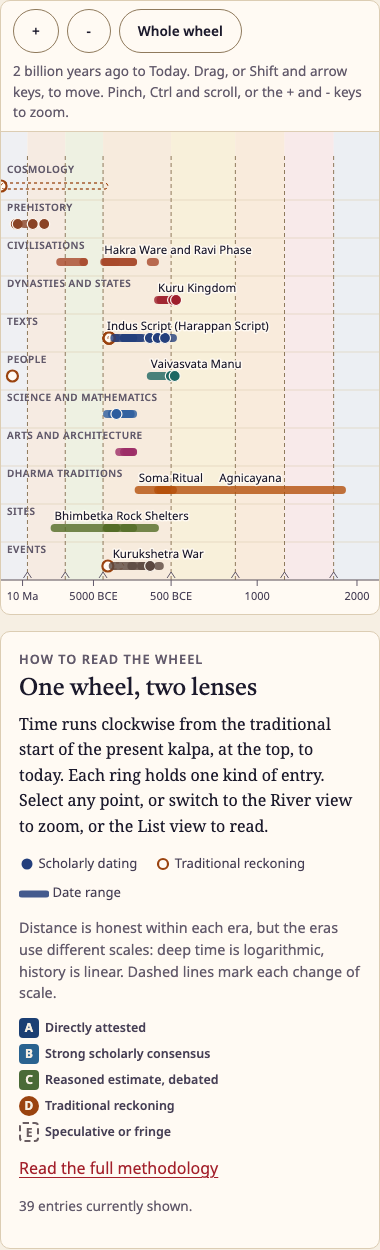 +
-
Whole wheel
2 billion years ago to Today. Drag, or Shift and arrow
keys, to move. Pinch, Ctrl and scroll, or the + and - keys
to zoom.
COSMOLOGY
PREHISTORY
CIVILISATIONS
Hakra Ware and Ravi Phase
DYNASTIES AND STATES
Kuru Kingdom
TEXTS
Indus Script (Harappan Script)
PEOPLE
Vaivasvata Manu
SCIENCE AND MATHEMATICS
ARTS AND ARCHITECTURE
DHARMA TRADITIONS
Soma Ritual
Agnicayana
SITES
Bhimbetka Rock Shelters
EVENTS
Kurukshetra War
10 Ma
5000 BCE
500 BCE
1000
2000
HOW TO READ THE WHEEL
One wheel, two lenses
Time runs clockwise from the traditional
start of the present kalpa, at the top, to
today. Each ring holds one kind of entry.
Select any point, or switch to the River view
to zoom, or the List view to read.
Scholarly dating
Traditional reckoning
Date range
Distance is honest within each era, but the eras
use different scales: deep time is logarithmic,
history is linear. Dashed lines mark each change of
scale.
A Directly attested
B Strong scholarly consensus
C Reasoned estimate, debated
D Traditional reckoning
E Speculative or fringe
Read the full methodology
39 entries currently shown.